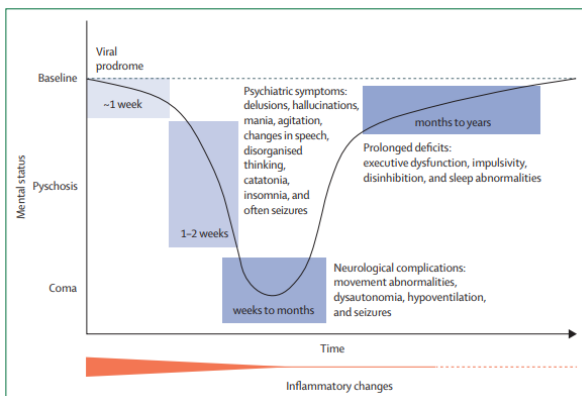 Viral
prodrome
Baseline
~1 week
Psychiatric symptoms:
delusions, hallucinations,
mania, agitation,
changes in speech,
disorganised
thinking,
catatonia,
insomnia, and
often seizures
months to years
Prolonged deficits:
executive dysfunction, impulsivity,
disinhibition, and sleep abnormalities
Mental status
Pyschosis
1–2 weeks
Neurological complications:
movement abnormalities,
dysautonomia, hypoventilation,
and seizures
Coma
weeks to months
Time
Inflammatory changes